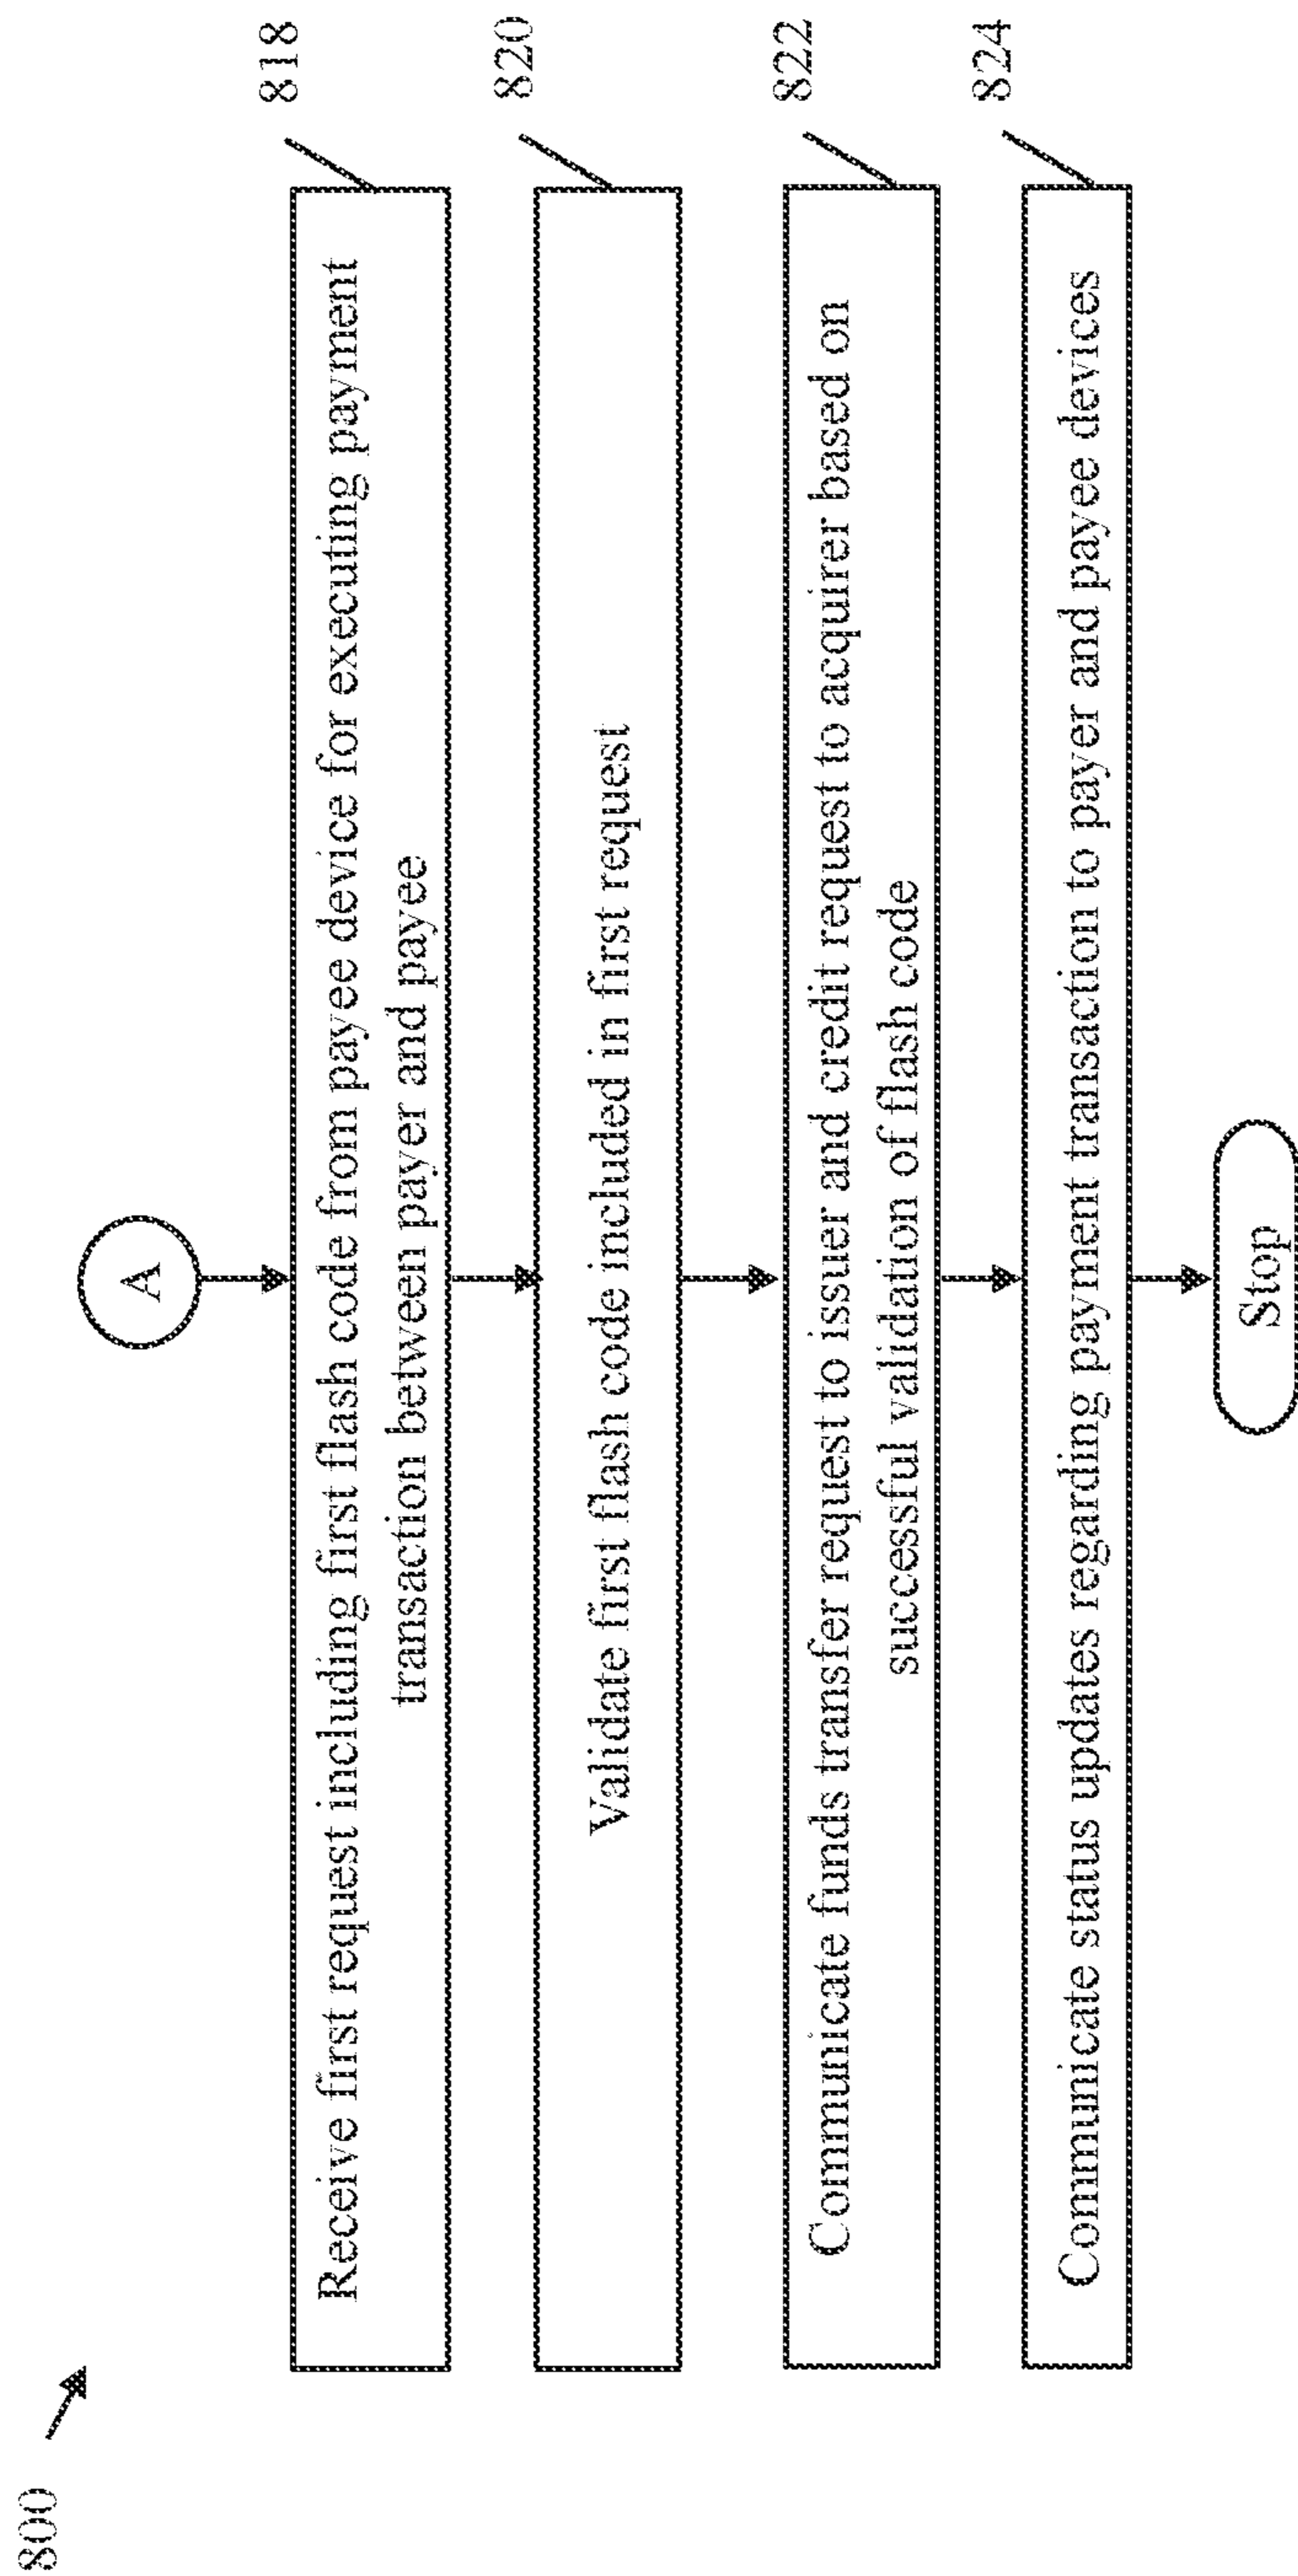 800
A
818
Receive first request including first flash code from payee device for executing payment
transaction between payer and payee
820
Validate first flash code included in first request
822
Communicate funds transfer request to issuer and credit request to acquirer based on
successful validation of flash code
824
Communicate status updates regarding payment transaction to payer and payee devices
Stop